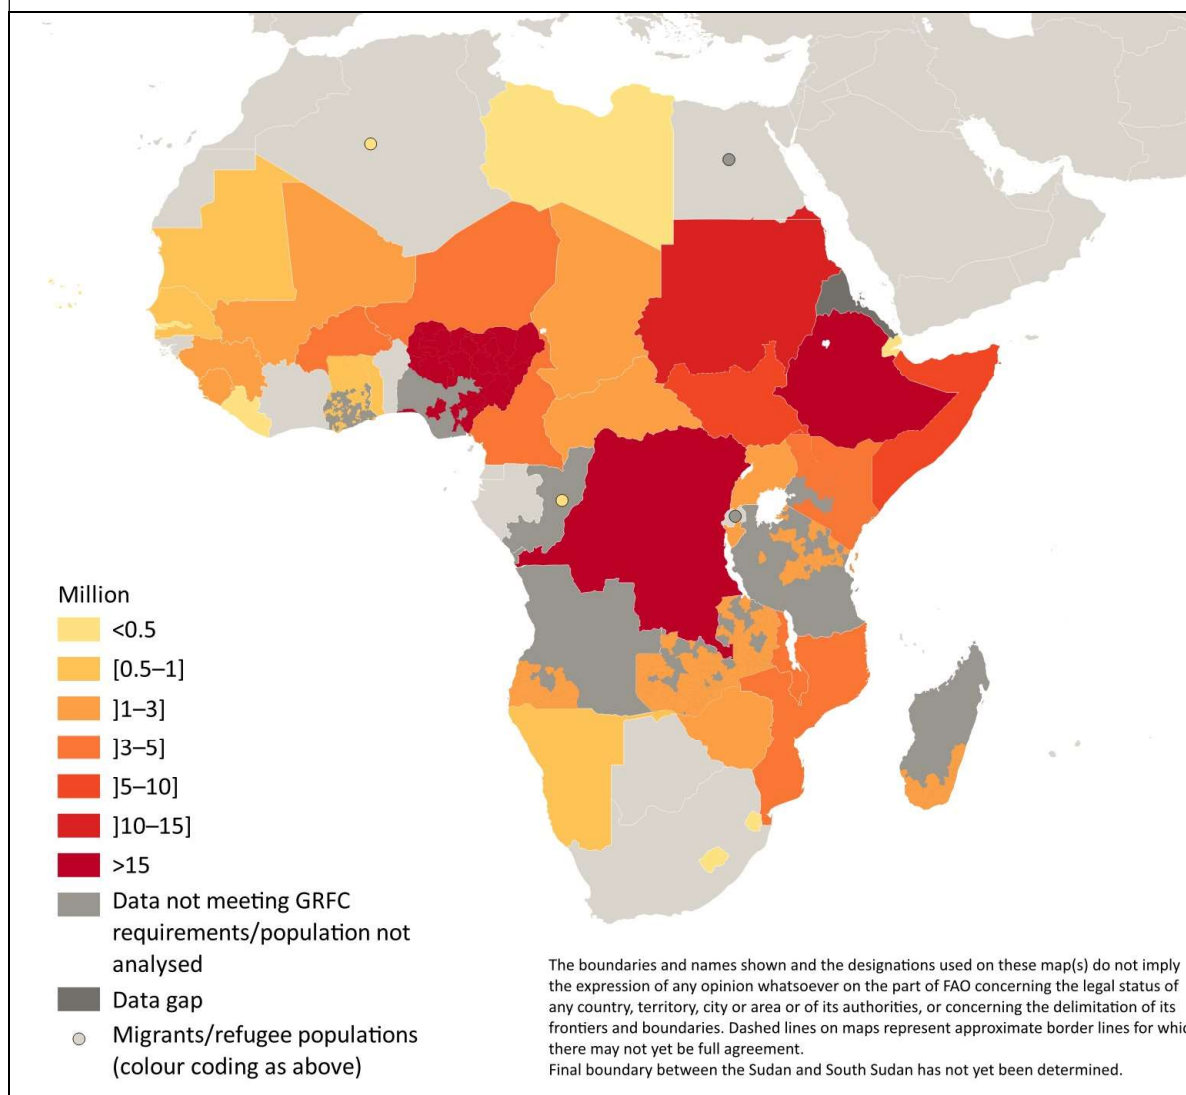 Million
<0.5
[0.5–1]
]1–3]
]3–5]
]5–10]
]10–15]
>15
Data not meeting GRFC
requirements/population not
analysed
Data gap
Migrants/refugee populations
(colour coding as above)
The boundaries and names shown and the designations used on these map(s) do not imply
the expression of any opinion whatsoever on the part of FAO concerning the legal status of
any country, territory, city or area or of its authorities, or concerning the delimitation of its
frontiers and boundaries. Dashed lines on maps represent approximate border lines for whic
there may not yet be full agreement.
Final boundary between the Sudan and South Sudan has not yet been determined.